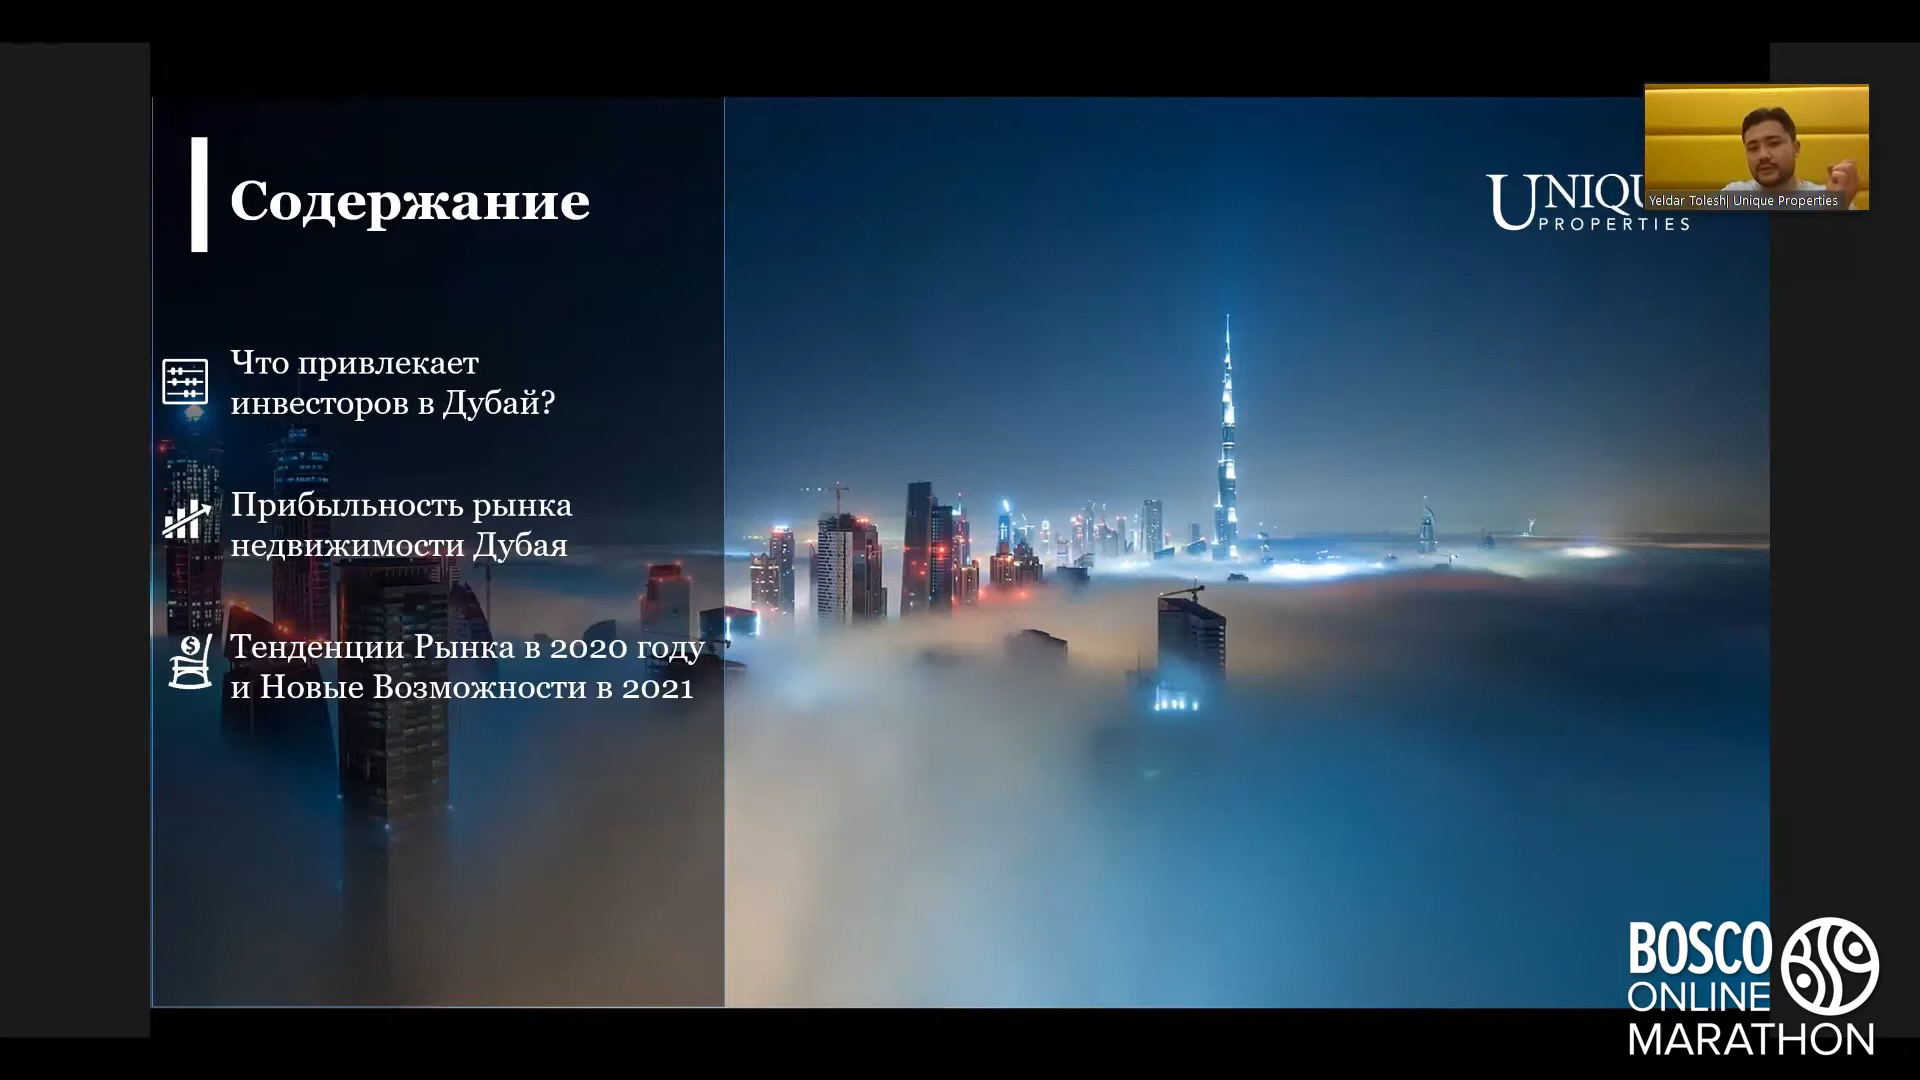 Содержание
Что привлекает
инвесторов в Дубай?
Прибыльность рынка
недвижимости Дубая
Тенденции Рынка в 2020 году
и Новые Возможности в 2021
UNIQU
PROPERTIES
Yeldar Tolesh| Unique Properties
BOSCO
ONLINE
MARATHON